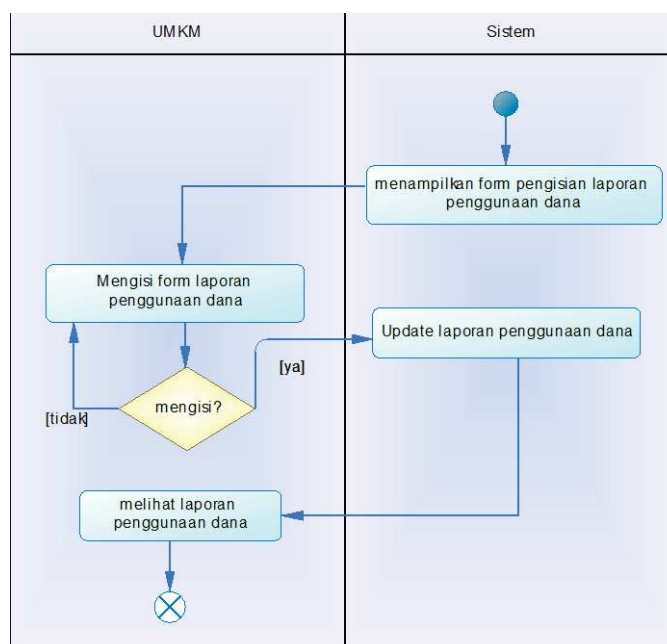 UMKM
Sistem
menampilkan form pengisian laporan
penggunaan dana
Mengisi form laporan
penggunaan dana
Update laporan penggunaan dana
[ya]
mengisi?
[tidak]
melihat laporan
penggunaan dana